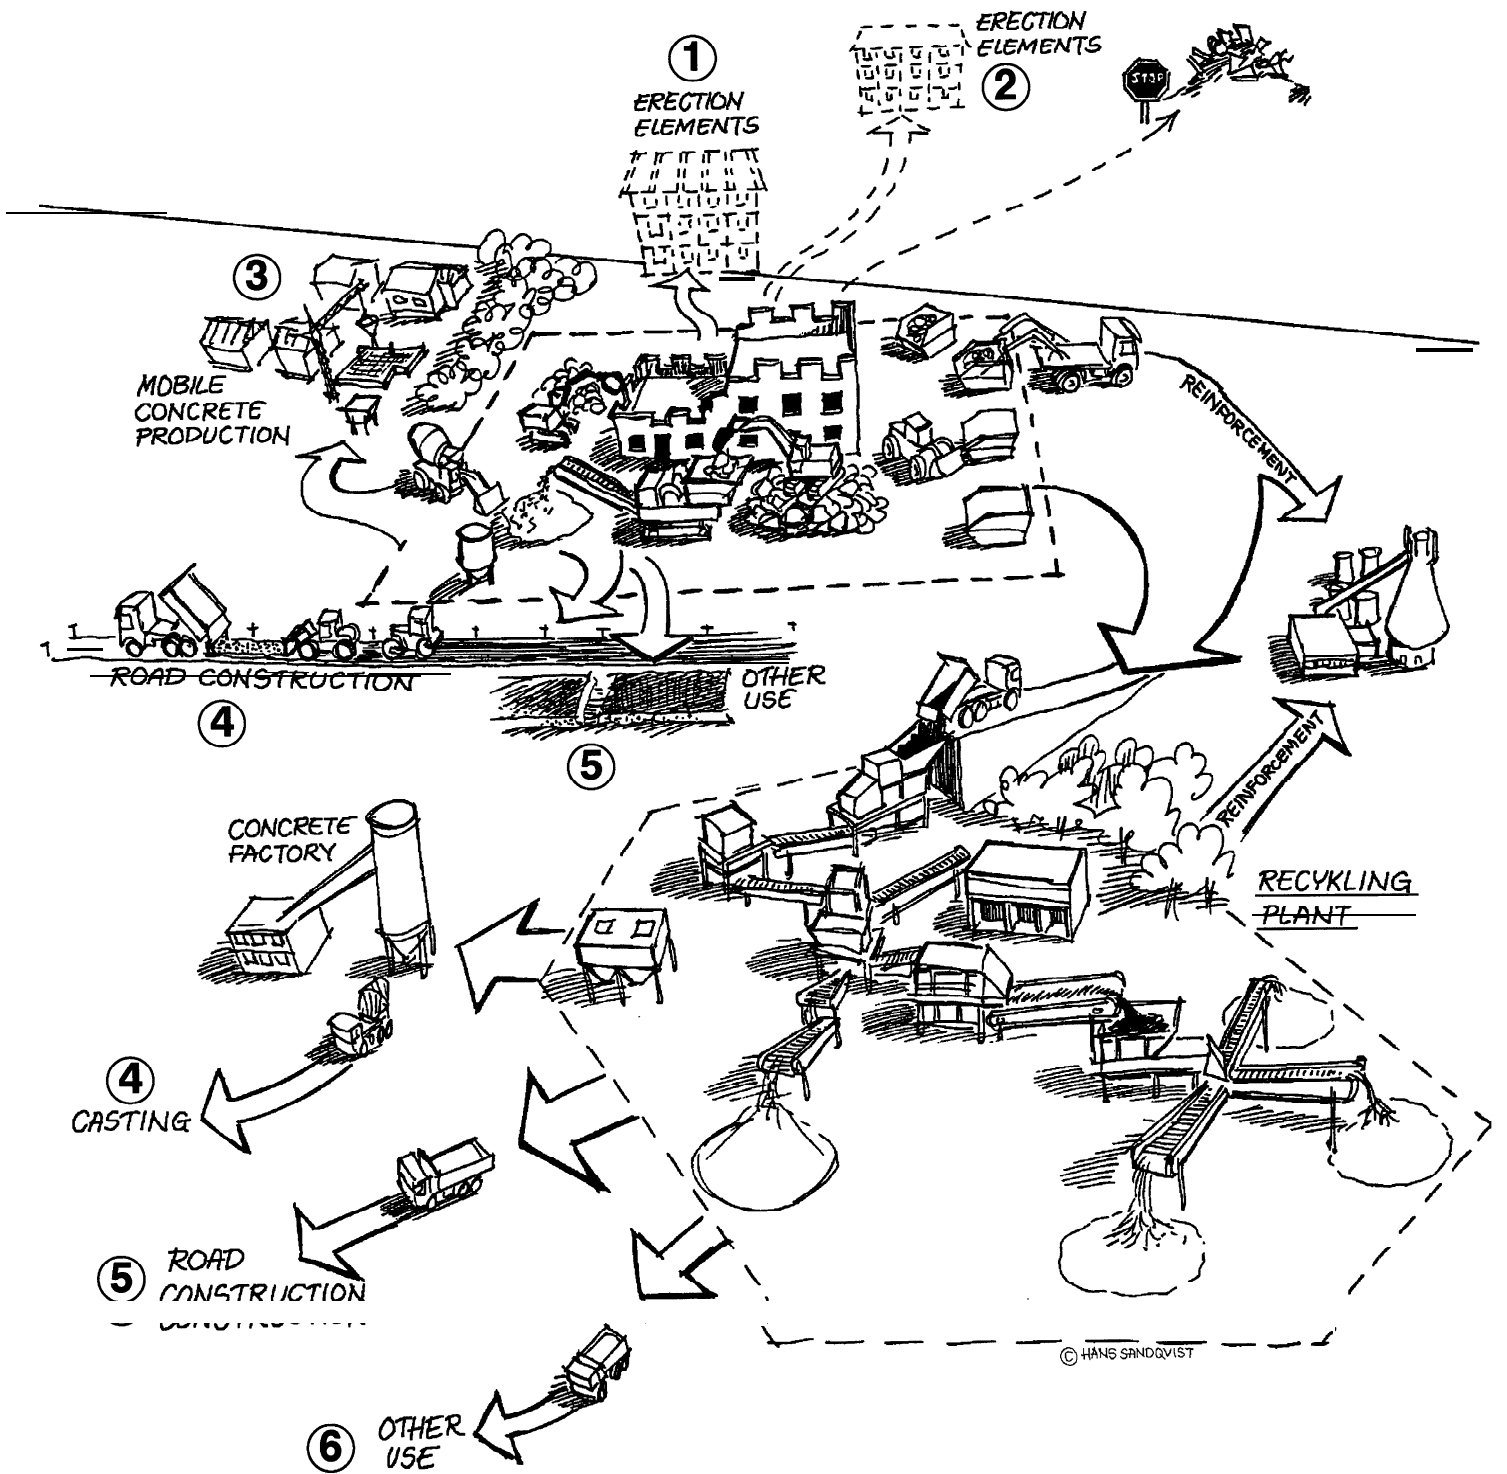 1
ERECTION
ELEMENTS
ERECTION
ELEMENTS
2
STOP
3
MOBILE
CONCRETE
PRODUCTION
REINFORCEMENT
ROAD CONSTRUCTION
4
OTHER
USE
5
REINFORCEMENT
CONCRETE
FACTORY
RECYKLING
PLANT
4
CASTING
5
ROAD
CONSTRUCTION
© HANS SANDQVIST
6
OTHER
USE